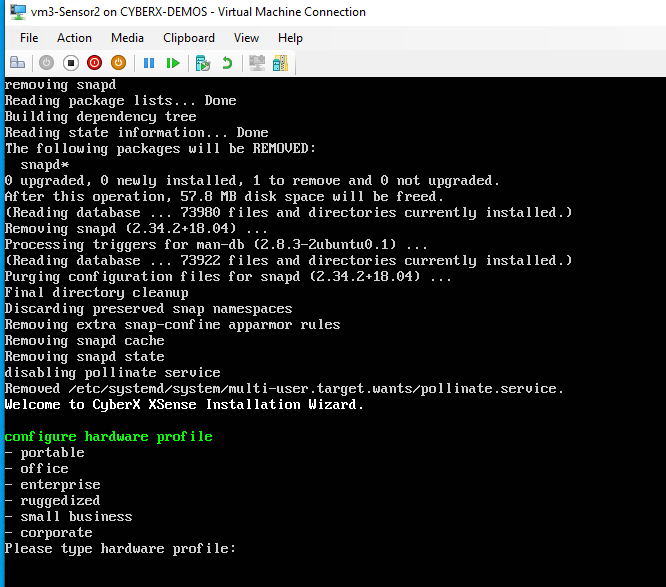 vm3-Sensor2 on CYBERX-DEMOS - Virtual Machine Connection
File Action Media Clipboard View Help
removing snapd
Reading package lists... Done
Building dependency tree
Reading state information... Done
The following packages will be REMOVED:
snapd*
0 upgraded, 0 newly installed, 1 to remove and 0 not upgraded.
After this operation, 57.8 MB disk space will be freed.
(Reading database ... 73980 files and directories currently installed.)
Removing snapd (2.34.2+18.04) ...
Processing triggers for man-db (2.8.3-2ubuntu0.1) ...
(Reading database ... 73922 files and directories currently installed.)
Purging configuration files for snapd (2.34.2+18.04) ...
Final directory cleanup
Discarding preserved snap namespaces
Removing extra snap-confine apparmor rules
Removing snapd cache
Removing snapd state
disabling pollinate service
Removed /etc/systemd/system/multi-user.target.wants/pollinate.service.
Welcome to CyberX XSense Installation Wizard.
configure hardware profile
- portable
- office
- enterprise
- ruggedized
- small business
- corporate
Please type hardware profile: